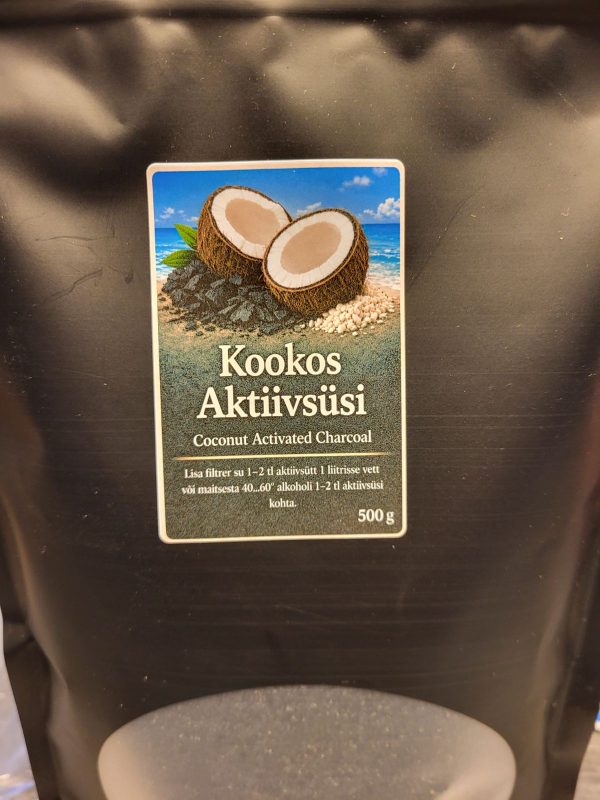 Kookos
Aktiivsüsi
Coconut Activated Charcoal
Lisa filtrer su 1–2 tl aktiivsütt 1 liitrisse vett
või maitsesta 40...60° alkoholi 1–2 tl aktiivsüsi
kohta.
500 g